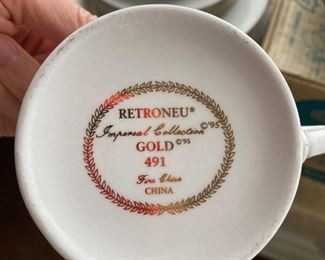 RETRONEU®
Imperial Collection©'95
GOLD©'95
491
Fine China
CHINA